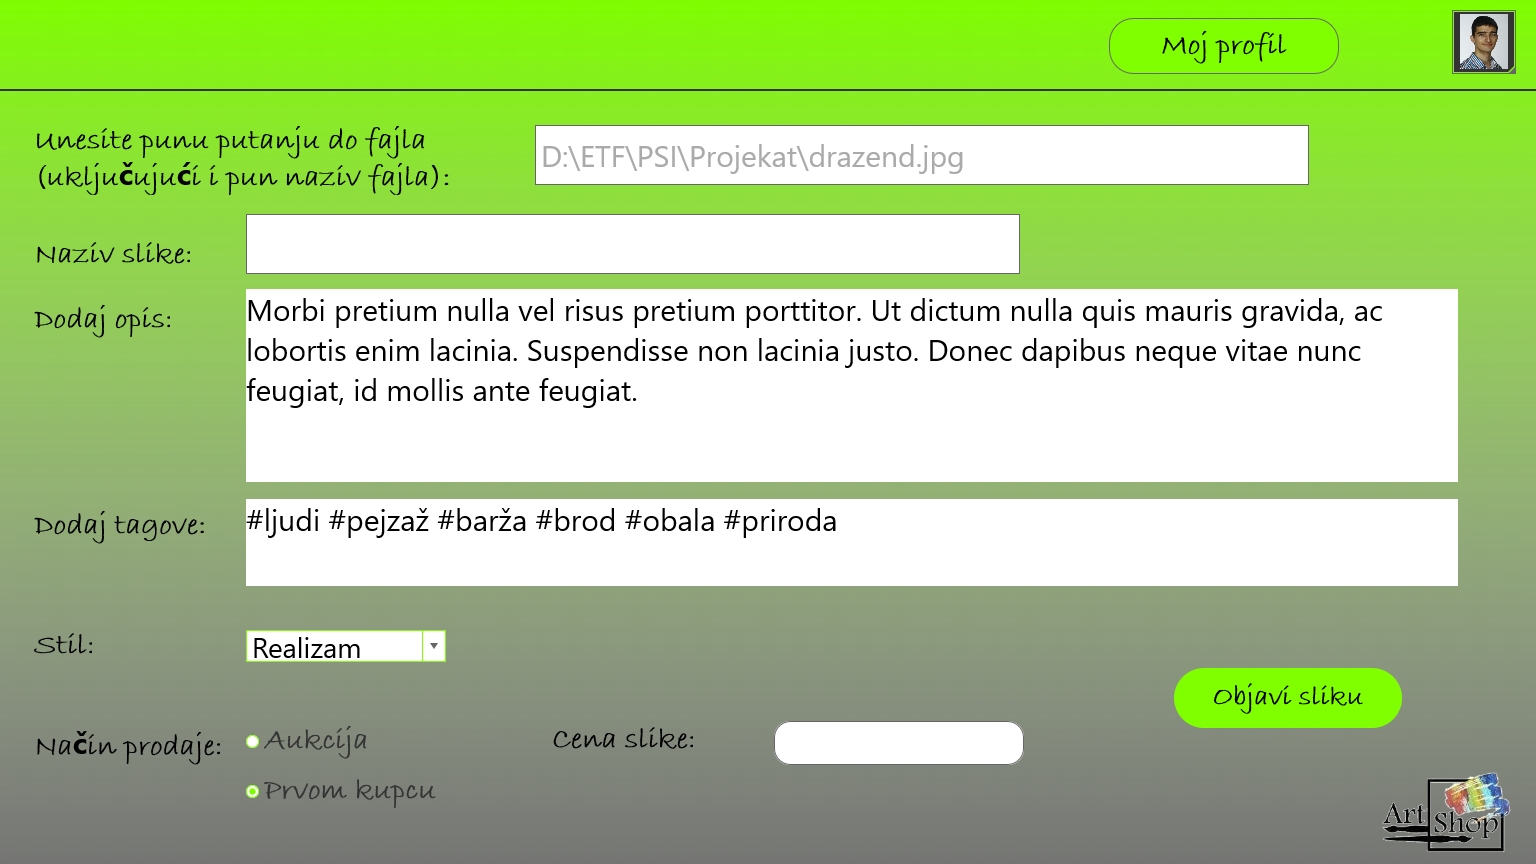 Moj profil
Unesite punu putanju do fajla
(uključujući i pun naziv fajla):
D:\ETF\PSI\Projekat\drazend.jpg
Naziv slike:
Dodaj opis:
Morbi pretium nulla vel risus pretium porttitor. Ut dictum nulla quis mauris gravida, ac
lobortis enim lacinia. Suspendisse non lacinia justo. Donec dapibus neque vitae nunc
feugiat, id mollis ante feugiat.
Dodaj tagove:
#ljudi #pejzaž #barža #brod #obala #priroda
Stil:
Realizam
Objavi sliku
Način prodaje:
Aukcija
Cena slike:
Prvom kupcu
Art
Shop